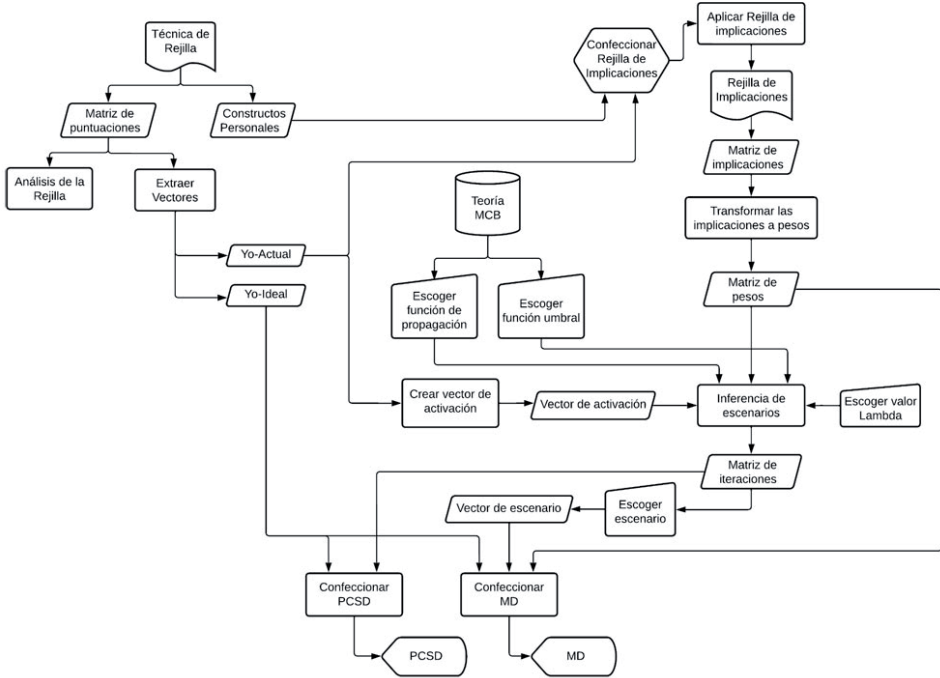 Técnica de
Rejilla
Matriz de
puntuaciones
Constructos
Personales
Análisis de la
Rejilla
Extraer
Vectores
Yo-Actual
Yo-Ideal
Confeccionar
Rejilla de
Implicaciones
Aplicar Rejilla de
implicaciones
Rejilla de
Implicaciones
Matriz de
implicaciones
Transformar las
implicaciones a pesos
Matriz de
pesos
Teoría
MCB
Escoger
función de
propagación
Escoger
función umbral
Crear vector de
activación
Vector de activación
Inferencia de
escenarios
Escoger valor
Lambda
Matriz de
iteraciones
Escoger
escenario
Vector de escenario
Confeccionar
PCSD
Confeccionar
MD
PCSD
MD